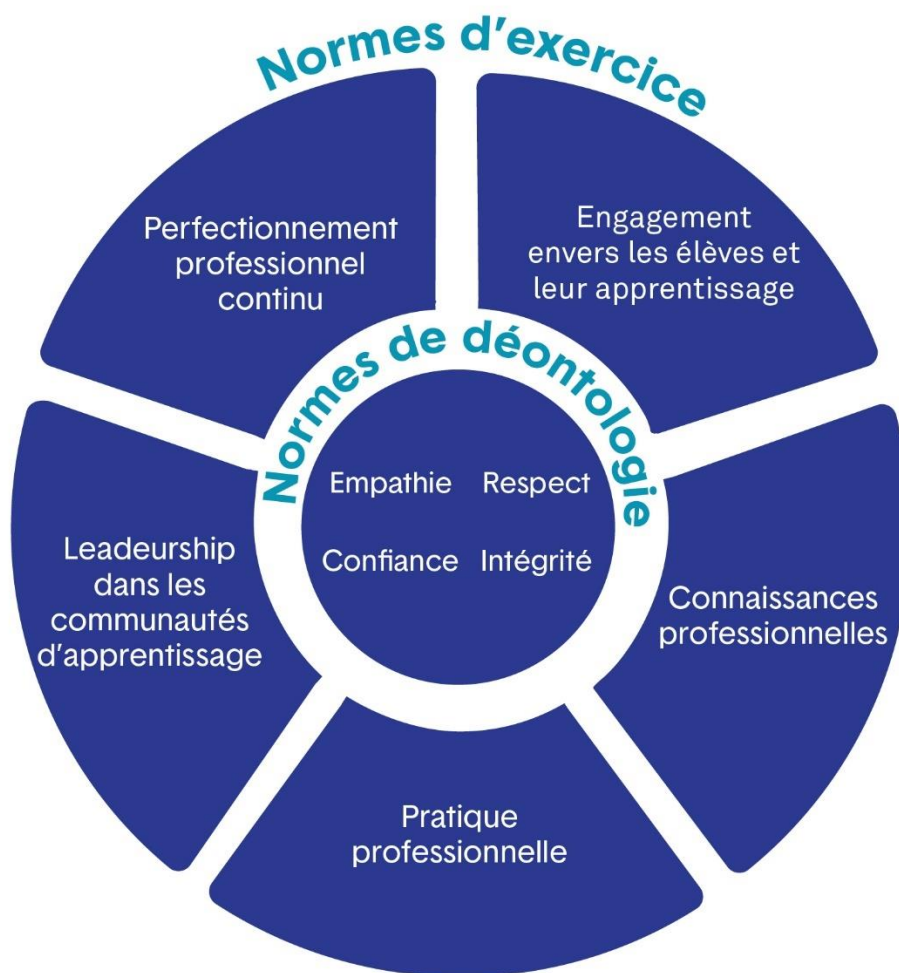 Normes d'exercice
Perfectionnement
professionnel
continu
Engagement
envers les élèves et
leur apprentissage
Normes de déontologie
Empathie Respect
Confiance Intégrité
Leadeurship
dans les
communautés
d'apprentissage
Connaissances
professionnelles
Pratique
professionnelle